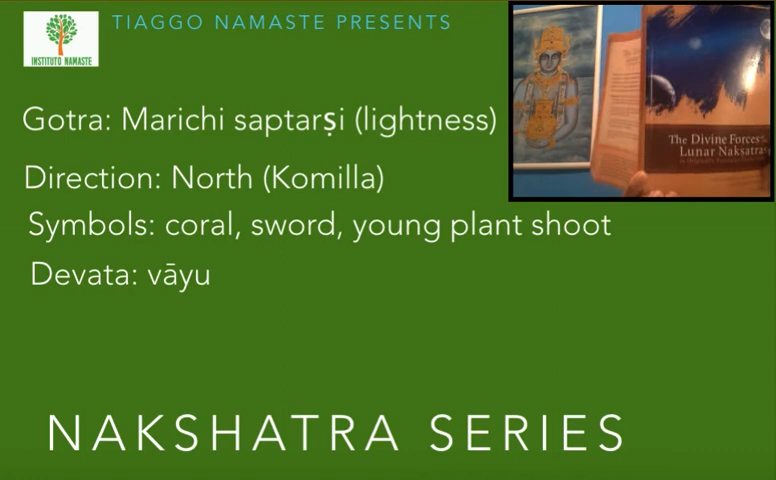 INSTITUTO NAMASTE
TIAGGO NAMASTE PRESENTS
Gotra: Marichi saptarṣi (lightness)
Direction: North (Komilla)
Symbols: coral, sword, young plant shoot
Devata: vāyu
The Divine Forces
Lunar Naksatra
NAKSHATRA SERIES